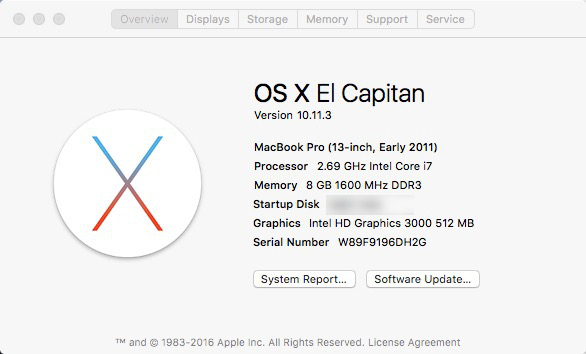 Overview Displays Storage Memory Support Service
OS X El Capitan
Version 10.11.3
MacBook Pro (13-inch, Early 2011)
Processor 2.69 GHz Intel Core i7
Memory 8 GB 1600 MHz DDR3
Startup Disk
Graphics Intel HD Graphics 3000 512 MB
Serial Number W89F9196DH2G
System Report... Software Update...
™ and © 1983-2016 Apple Inc. All Rights Reserved. License Agreement